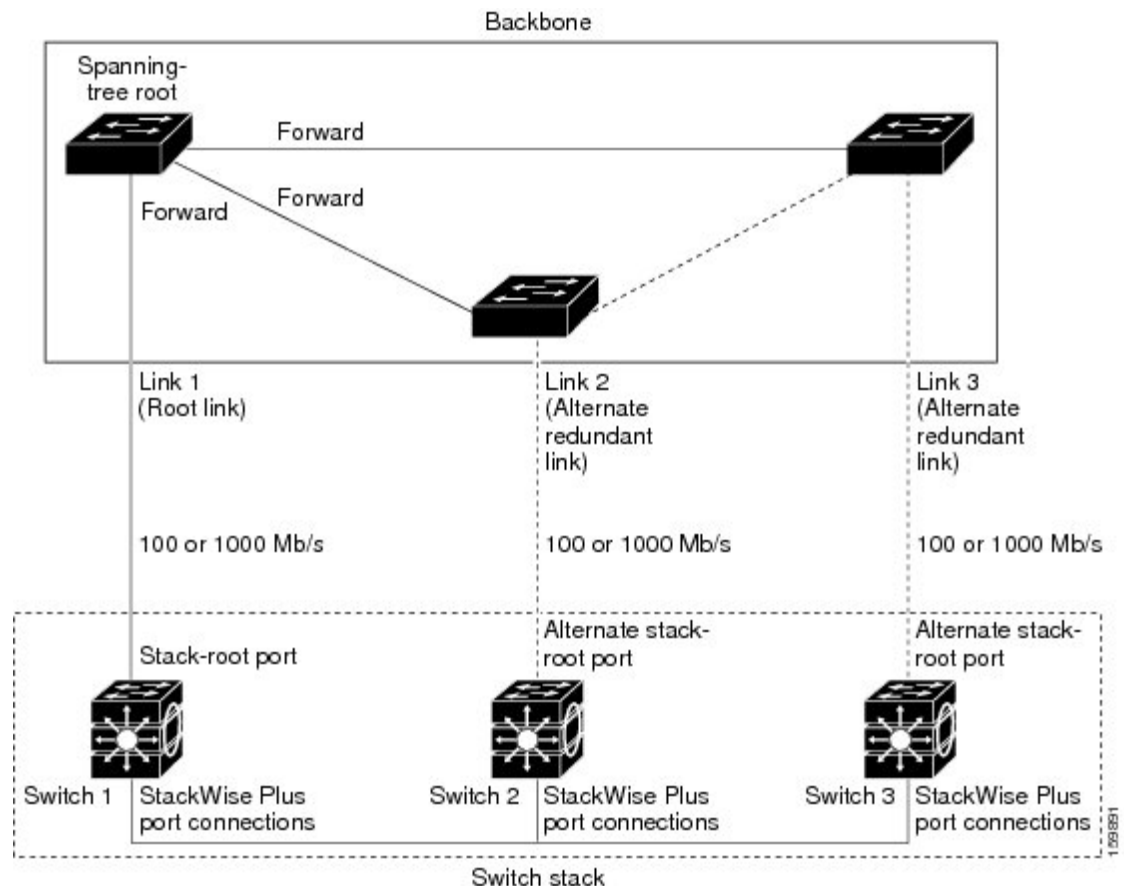 Backbone
Spanning-
tree root
Forward
Forward
Forward
Link 1
(Root link)
Link 2
(Alternate
redundant
link)
Link 3
(Alternate
redundant
link)
100 or 1000 Mb/s
100 or 1000 Mb/s
100 or 1000 Mb/s
Stack-root port
Alternate stack-
root port
Alternate stack-
root port
Switch 1
StackWise Plus
port connections
Switch 2
StackWise Plus
port connections
Switch 3
StackWise Plus
port connections
159891
Switch stack